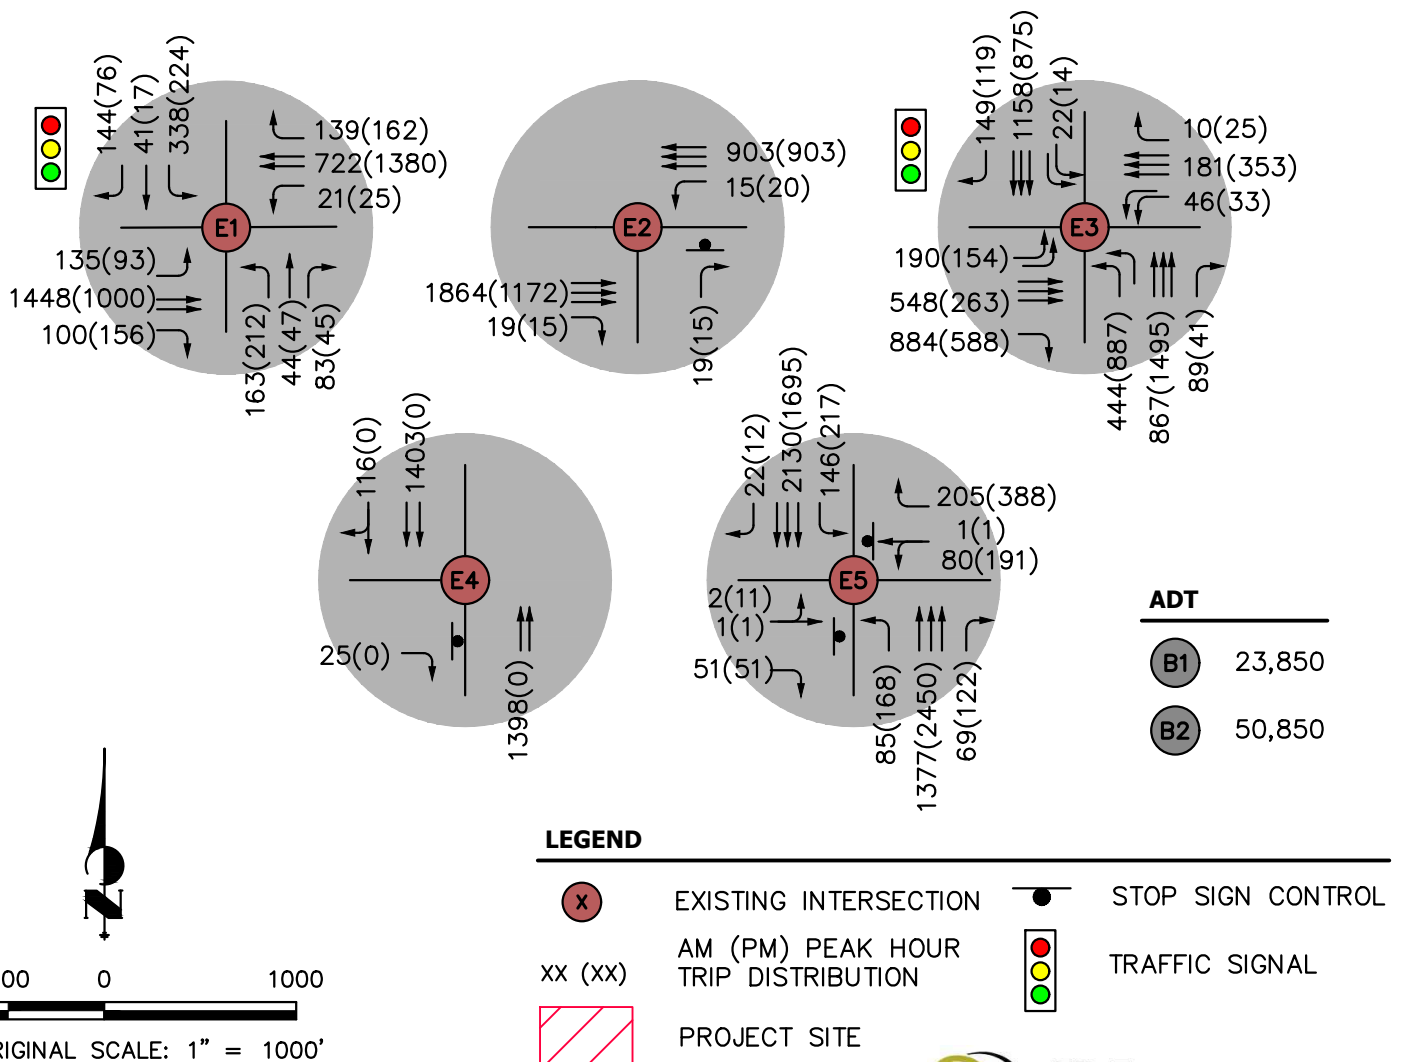 144(76)
41(17)
338(224)
139(162)
722(1380)
21(25)
E1
135(93)
1448(1000)
100(156)
163(212)
44(47)
83(45)
903(903)
15(20)
E2
1864(1172)
19(15)
19(15)
149(119)
1158(875)
22(14)
10(25)
181(353)
46(33)
E3
190(154)
548(263)
884(588)
444(887)
867(1495)
89(41)
116(0)
1403(0)
E4
25(0)
1398(0)
22(12)
2130(1695)
146(217)
205(388)
1(1)
80(191)
E5
2(11)
1(1)
51(51)
85(168)
1377(2450)
69(122)
ADT
B1 23,850
B2 50,850
N
00 0 1000
RIGINAL SCALE: 1" = 1000'
LEGEND
X EXISTING INTERSECTION
STOP SIGN CONTROL
XX (XX) AM (PM) PEAK HOUR
TRIP DISTRIBUTION
TRAFFIC SIGNAL
PROJECT SITE